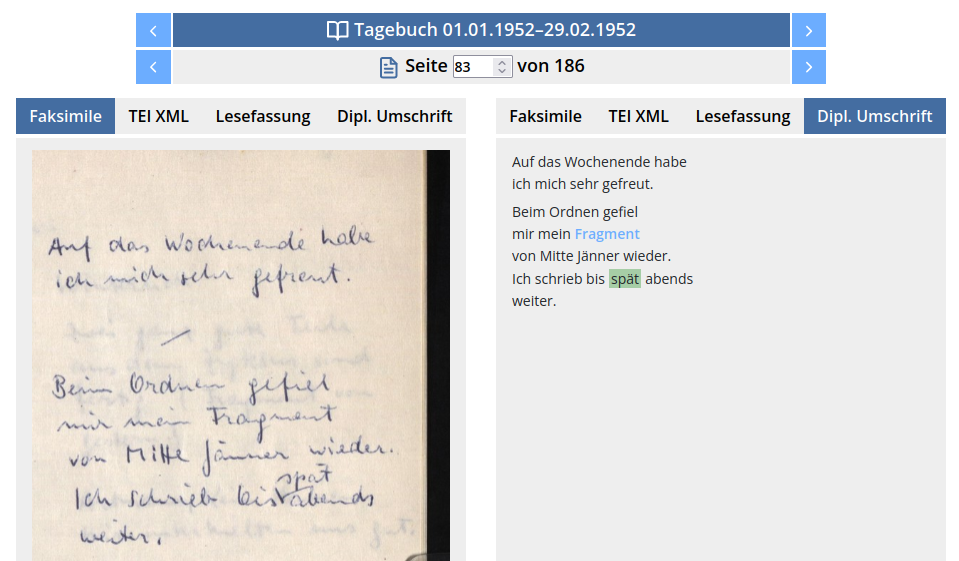 Tagebuch 01.01.1952–29.02.1952
Seite 83 von 186
Faksimile TEI XML Lesefassung Dipl. Umschrift
Auf das Wochenende habe
ich mich sehr gefreut.
Beim Ordnen gefiel
mir mein Fragment
von Mitte Jänner wieder.
spät
Ich schrieb bis abends
weiter.
Faksimile TEI XML Lesefassung Dipl. Umschrift
Auf das Wochenende habe
ich mich sehr gefreut.
Beim Ordnen gefiel
mir mein Fragment
von Mitte Jänner wieder.
Ich schrieb bis spät abends
weiter.